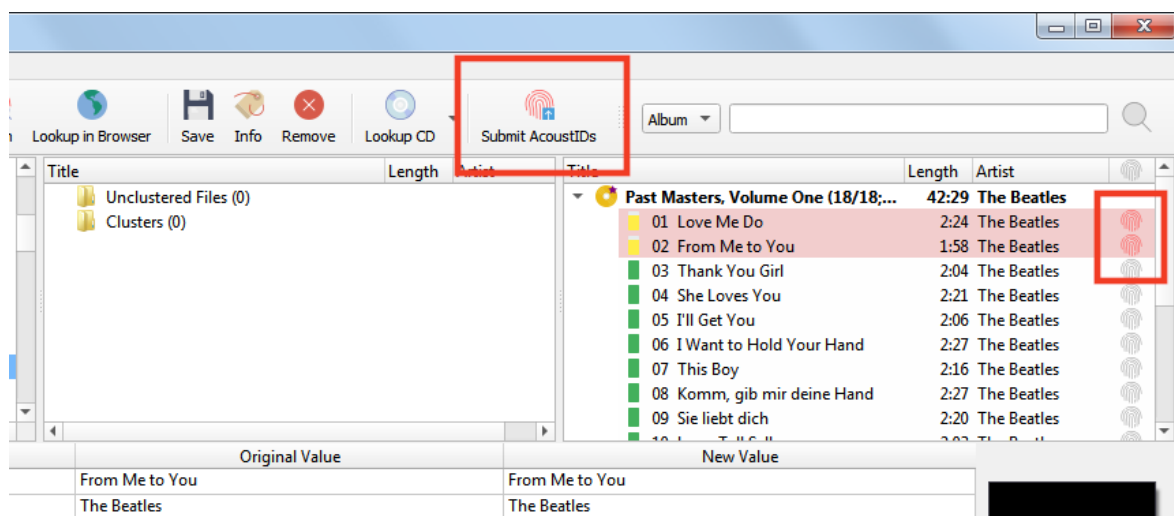 Lookup in Browser
Save
Info
Remove
Lookup CD
Submit AcoustIDs
Album
Title Length Artist
Unclustered Files (0)
Clusters (0)
Title Length Artist
Past Masters, Volume One (18/18;... 42:29 The Beatles
01 Love Me Do 2:24 The Beatles
02 From Me to You 1:58 The Beatles
03 Thank You Girl 2:04 The Beatles
04 She Loves You 2:21 The Beatles
05 I'll Get You 2:06 The Beatles
06 I Want to Hold Your Hand 2:27 The Beatles
07 This Boy 2:16 The Beatles
08 Komm, gib mir deine Hand 2:27 The Beatles
09 Sie liebt dich 2:20 The Beatles
Original Value New Value
From Me to You From Me to You
The Beatles The Beatles